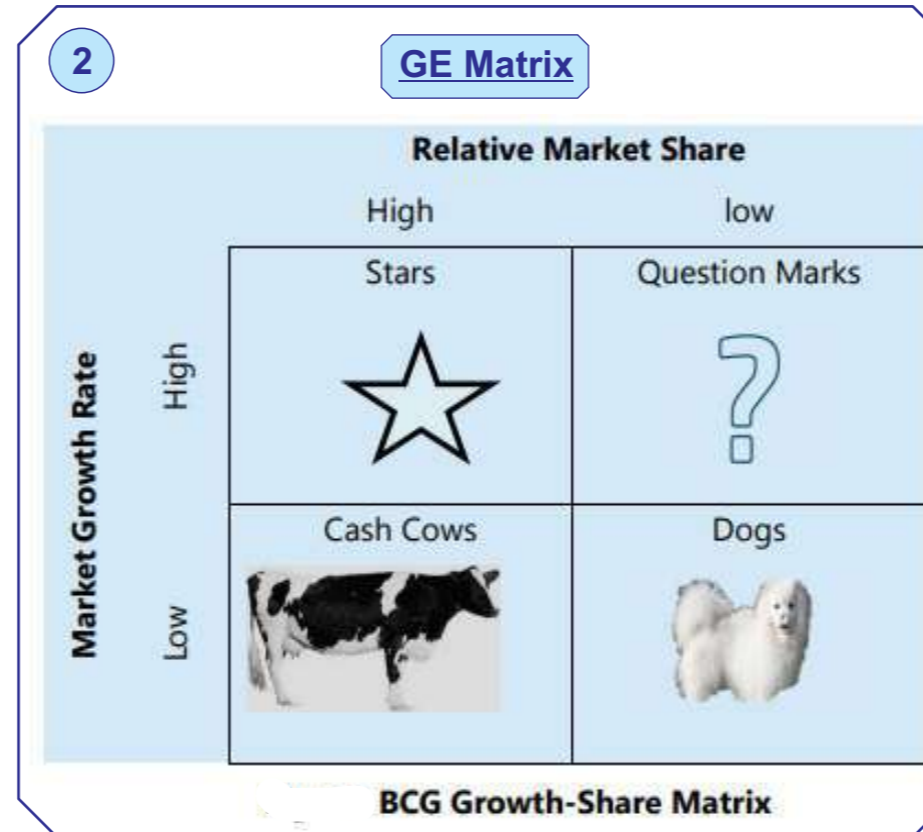 2
GE Matrix
Relative Market Share
High low
Market Growth Rate
High
Stars Question Marks
?
Low
Cash Cows Dogs
BCG Growth-Share Matrix